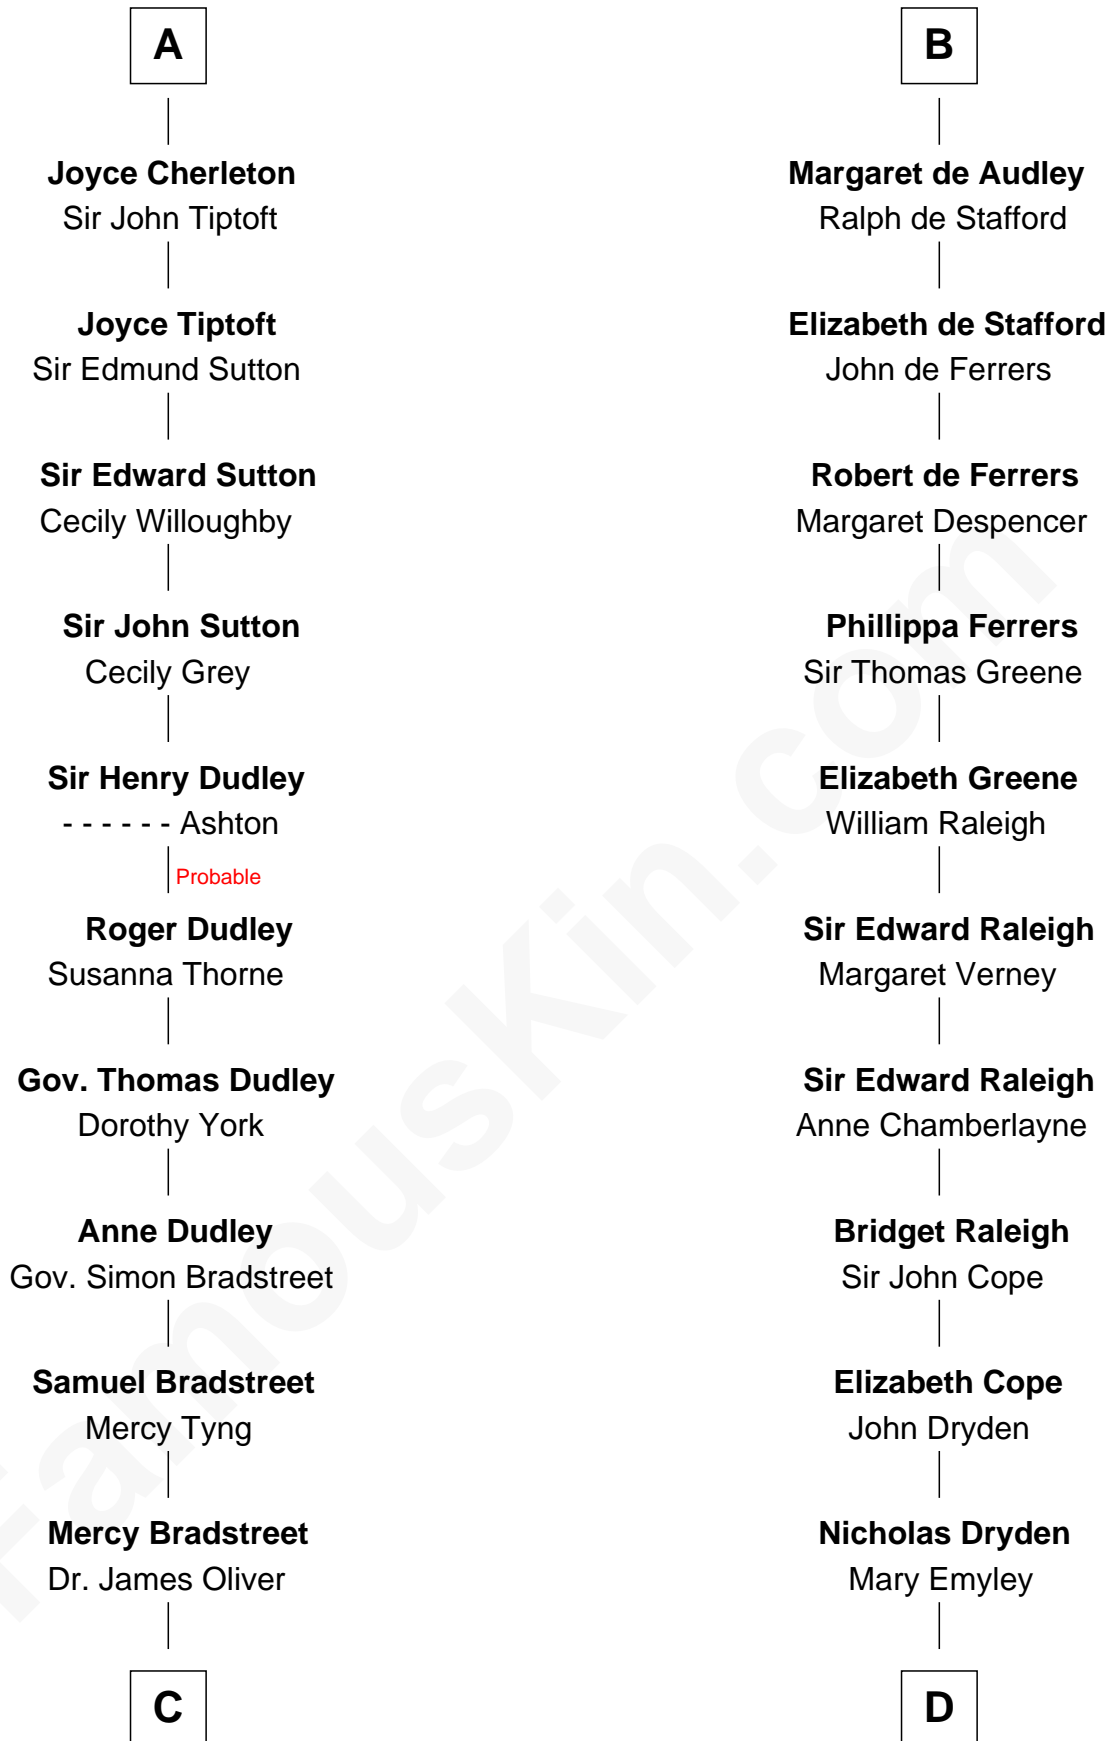 A
Joyce Cherleton
Sir John Tiptoft
Joyce Tiptoft
Sir Edmund Sutton
Sir Edward Sutton
Cecily Willoughby
Sir John Sutton
Cecily Grey
Sir Henry Dudley
- - - - - - Ashton
Probable
Roger Dudley
Susanna Thorne
Gov. Thomas Dudley
Dorothy York
Anne Dudley
Gov. Simon Bradstreet
Samuel Bradstreet
Mercy Tyng
Mercy Bradstreet
Dr. James Oliver
C
B
Margaret de Audley
Ralph de Stafford
Elizabeth de Stafford
John de Ferrers
Robert de Ferrers
Margaret Despencer
Phillippa Ferrers
Sir Thomas Greene
Elizabeth Greene
William Raleigh
Sir Edward Raleigh
Margaret Verney
Sir Edward Raleigh
Anne Chamberlayne
Bridget Raleigh
Sir John Cope
Elizabeth Cope
John Dryden
Nicholas Dryden
Mary Emyley
D
FamousKin.com